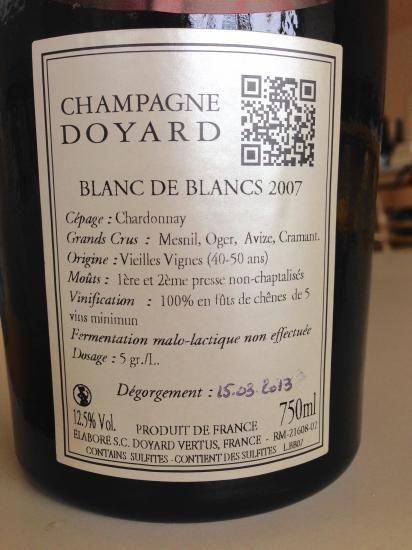 CHAMPAGNE
DOYARD
BLANC DE BLANCS 2007
Cépage : Chardonnay
Grands Crus : Mesnil, Oger, Avize, Cramant.
Origine : Vieilles Vignes (40-50 ans)
Moûts : 1ère et 2ème presse non-chaptalisés
Vinification : 100% en fûts de chênes de 5
vins minimun
Fermentation malo-lactique non effectuée
Dosage : 5 gr./L.
Dégorgement : 15.03.2013
12.5% Vol.
PRODUIT DE FRANCE
750ml
ÉLABORÉ S.C. DOYARD VERTUS, FRANCE - RM-21608-02
CONTAINS SULFITES - CONTIENT DES SULFITES L.BB07